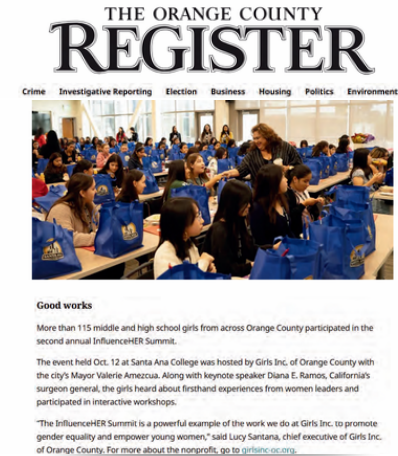 THE ORANGE COUNTY
REGISTER
Crime Investigative Reporting Election Business Housing Politics Environment
Good works
More than 115 middle and high school girls from across Orange County participated in the
second annual InfluenceHER Summit.
The event held Oct. 12 at Santa Ana College was hosted by Girls Inc. of Orange County with
the city's Mayor Valerie Amezcua. Along with keynote speaker Diana E. Ramos, California's
surgeon general, the girls heard about firsthand experiences from women leaders and
participated in interactive workshops.
"The InfluenceHER Summit is a powerful example of the work we do at Girls Inc. to promote
gender equality and empower young women," said Lucy Santana, chief executive of Girls Inc.
of Orange County. For more about the nonprofit, go to girlsinc-oc.org.